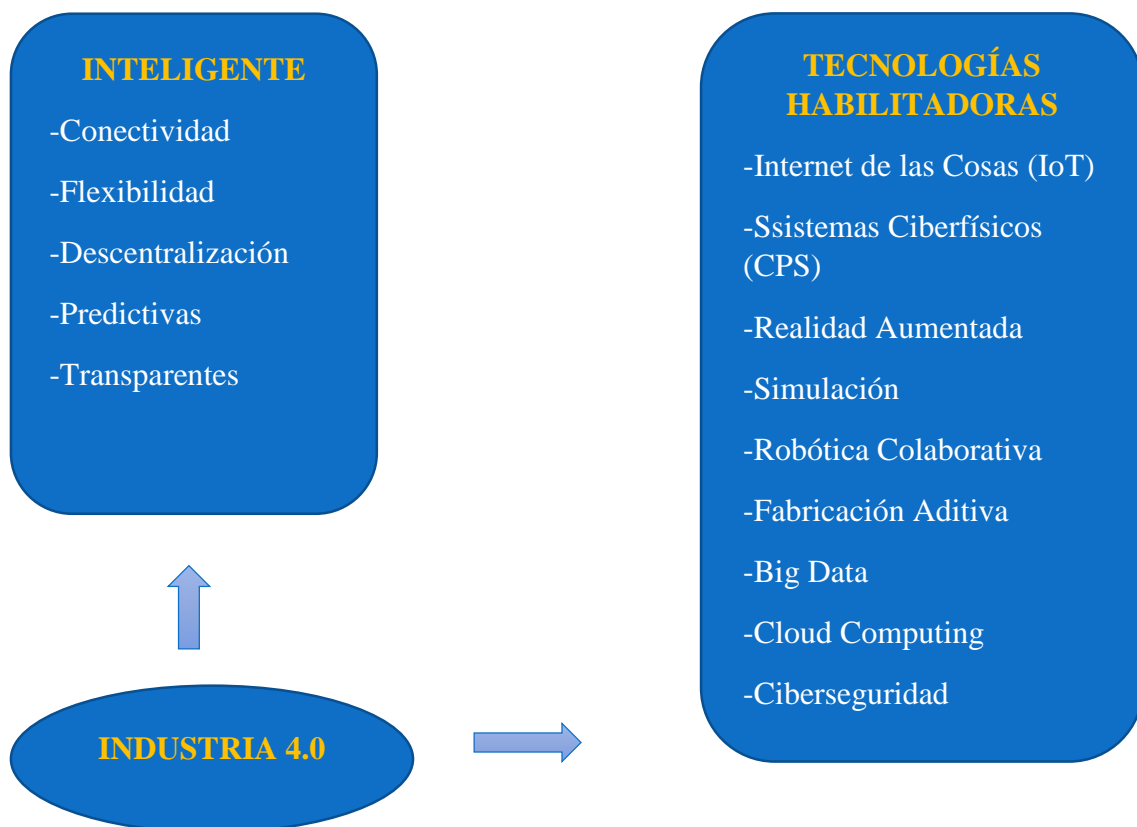 INTELIGENTE
-Conectividad
-Flexibilidad
-Descentralización
-Predictivas
-Transparentes
TECNOLOGÍAS
HABILITADORAS
-Internet de las Cosas (IoT)
-Ssistemas Ciberfísicos
(CPS)
-Realidad Aumentada
-Simulación
-Robótica Colaborativa
-Fabricación Aditiva
-Big Data
-Cloud Computing
-Ciberseguridad
INDUSTRIA 4.0